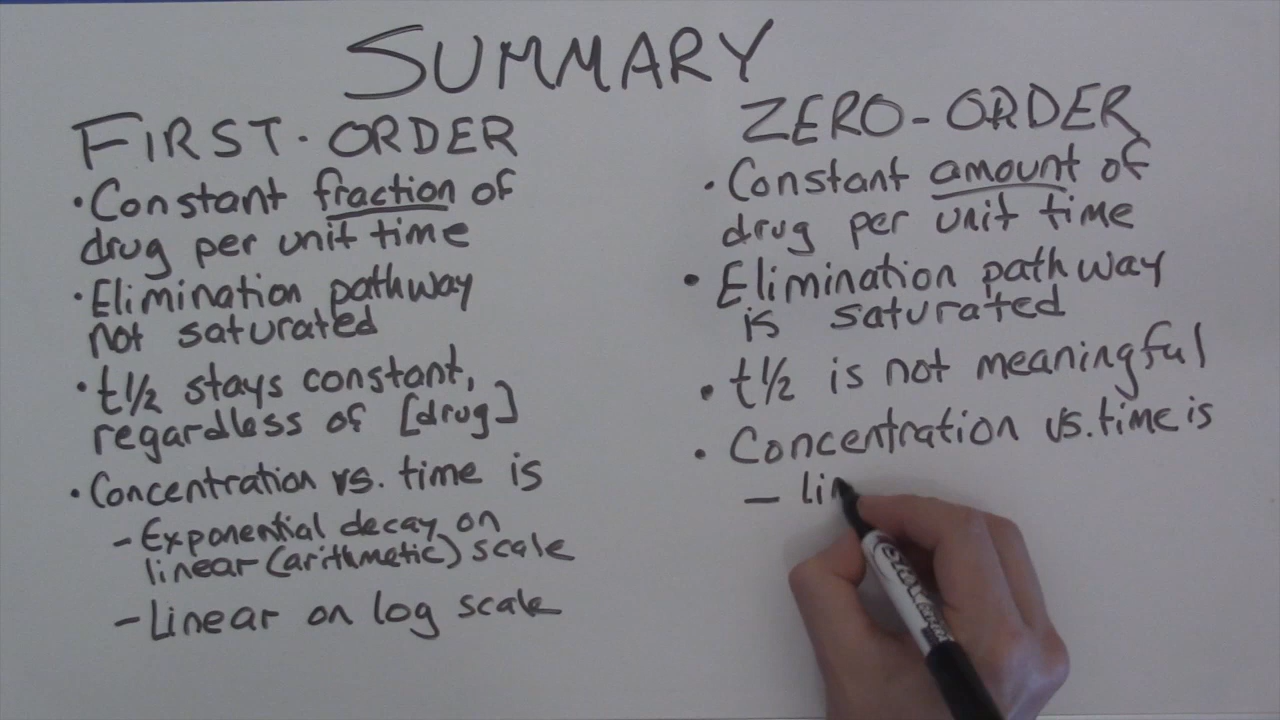 SUMMARY
FIRST-ORDER
• Constant fraction of
drug per unit time
• Elimination pathway
not saturated
• t½ stays constant,
regardless of [drug]
• Concentration vs. time is
- Exponential decay on
linear (arithmetic) scale
- Linear on log scale
ZERO-ORDER
• Constant amount of
drug per unit time
• Elimination pathway
is saturated
• t½ is not meaningful
• Concentration vs. time is
- lin